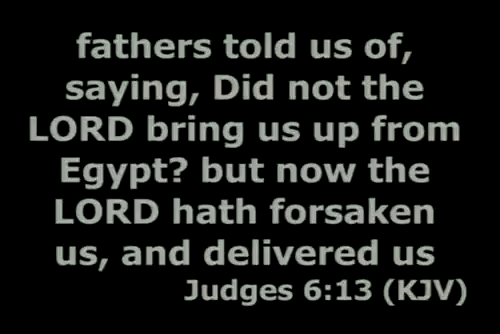 fathers told us of,
saying, Did not the
LORD bring us up from
Egypt? but now the
LORD hath forsaken
us, and delivered us
Judges 6:13 (KJV)